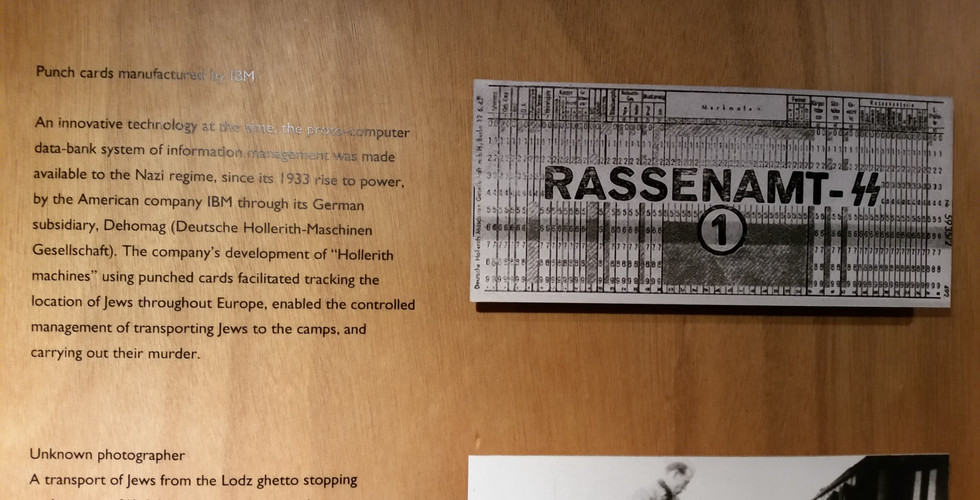 Punch cards manufactured by IBM
An innovative technology at the time, the proto-computer
data-bank system of information management was made
available to the Nazi regime, since its 1933 rise to power,
by the American company IBM through its German
subsidiary, Dehomag (Deutsche Hollerith-Maschinen
Gesellschaft). The company's development of “Hollerith
machines” using punched cards facilitated tracking the
location of Jews throughout Europe, enabled the controlled
management of transporting Jews to the camps, and
carrying out their murder.
Merkmale
RASSENAMT-SS
1
Unknown photographer
A transport of Jews from the Lodz ghetto stopping